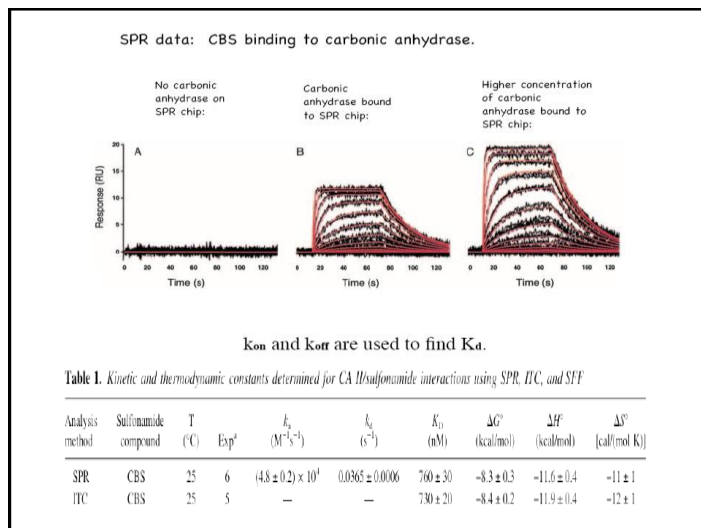 SPR data: CBS binding to carbonic anhydrase.
No carbonic
anhydrase on
SPR chip:
Carbonic
anhydrase bound
to SPR chip:
Higher concentration
of carbonic
anhydrase bound to
SPR chip:
A
B
C
Response (RU)
20
15
10
5
0
0 20 40 60 80 100 120
0 20 40 60 80 100 120
0 20 40 60 80 100 120
Time (s)
Time (s)
Time (s)
kon and koff are used to find Kd.
Table 1. Kinetic and thermodynamic constants determined for CA II/sulfonamide interactions using SPR, ITC, and SFF
Analysis Sulfonamide T ka kd KD ΔG° ΔH° ΔS°
method compound (°C) Expa (M−1s−1) (s−1) (nM) (kcal/mol) (kcal/mol) [cal/(mol K)]
SPR CBS 25 6 (4.8 ± 0.2) × 104 0.0365 ± 0.0006 760 ± 30 −8.3 ± 0.3 −11.6 ± 0.4 −11 ± 1
ITC CBS 25 5 — — 730 ± 20 −8.4 ± 0.2 −11.9 ± 0.4 −12 ± 1